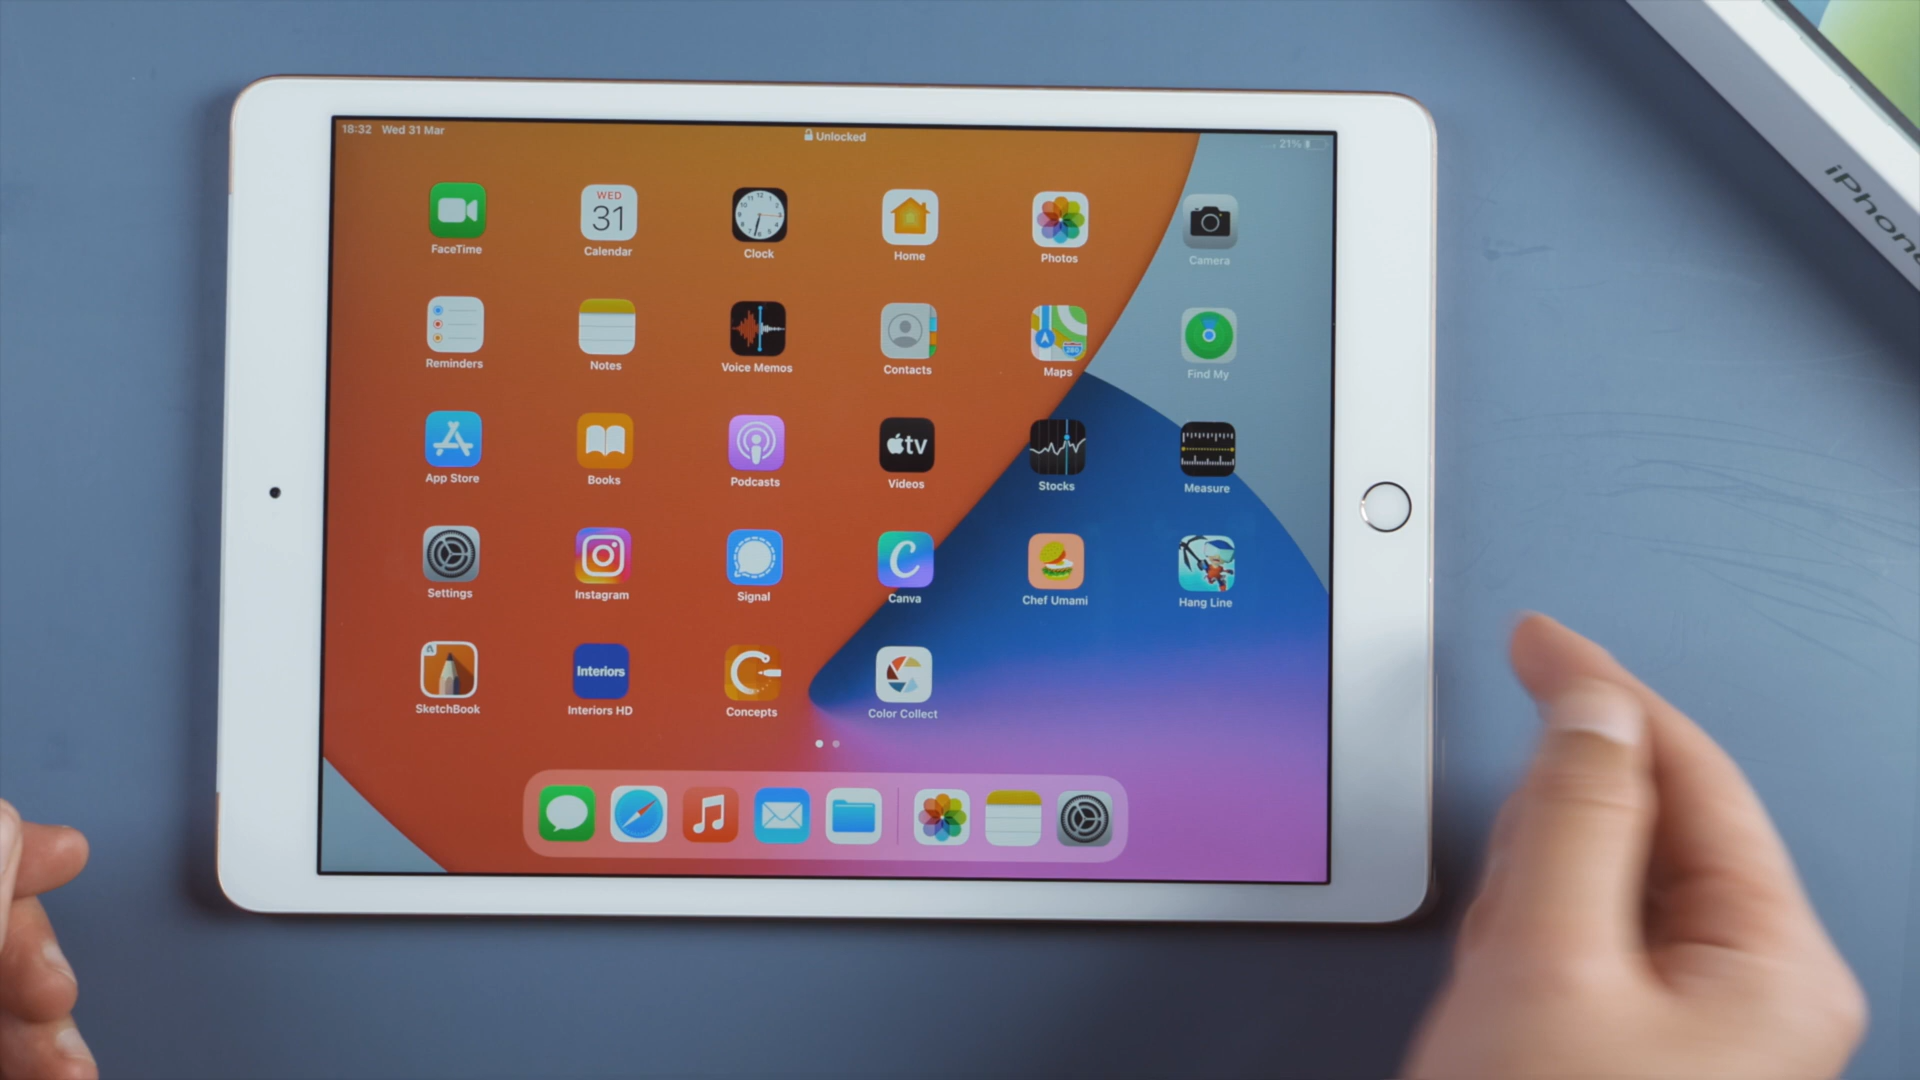 18:32 Wed 31 Mar
Unlocked
21%
WED
31
FaceTime
Calendar
Clock
Home
Photos
Camera
280
Reminders
Notes
Voice Memos
Contacts
Maps
Find My
tv
App Store
Books
Podcasts
Videos
Stocks
Measure
C
Settings
Instagram
Signal
Canva
Chef Umami
Hang Line
Interiors
SketchBook
Interiors HD
Concepts
Color Collect
iPhone